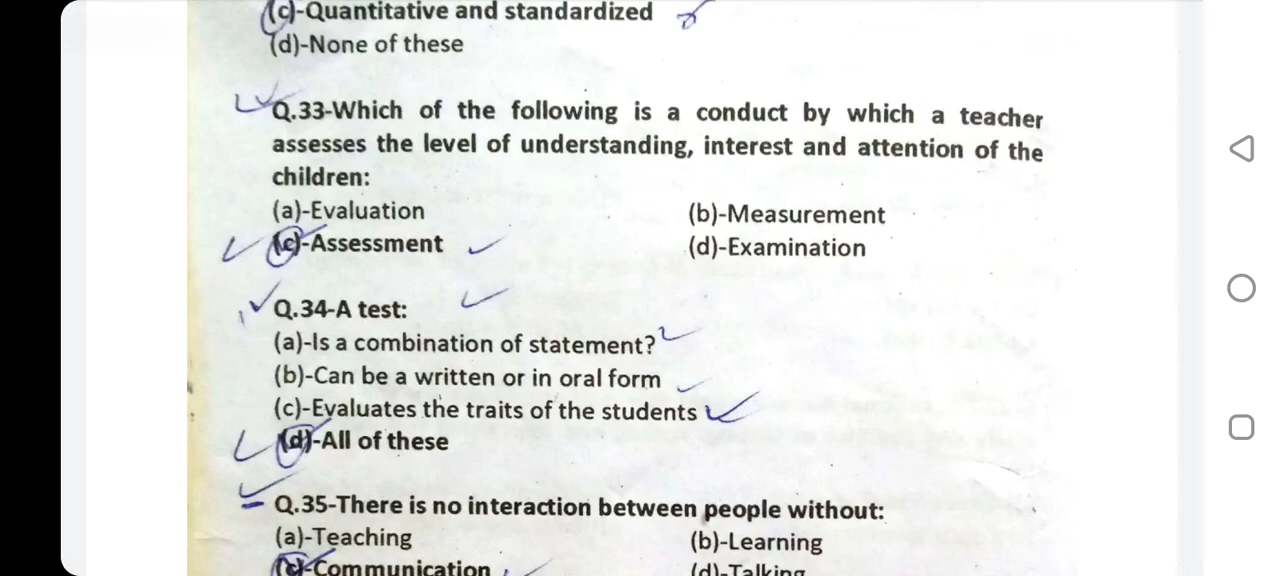 (c)-Quantitative and standardized
(d)-None of these
Q.33-Which of the following is a conduct by which a teacher
assesses the level of understanding, interest and attention of the
children:
(a)-Evaluation (b)-Measurement
(c)-Assessment (d)-Examination
Q.34-A test:
(a)-Is a combination of statement?
(b)-Can be a written or in oral form
(c)-Evaluates the traits of the students
(d)-All of these
Q.35-There is no interaction between people without:
(a)-Teaching (b)-Learning
(c)-Communication (d)-Talking